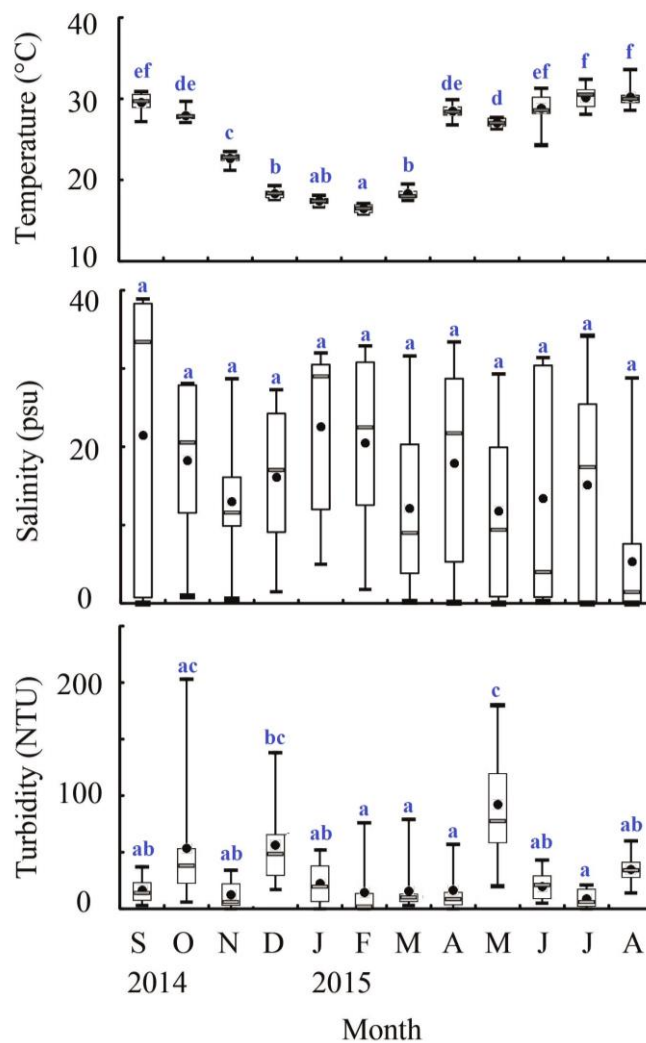 Temperature (°C)
40
30
20
10
ef
de
c
b
ab
a
b
de
d
ef
f
f
Salinity (psu)
40
20
0
a
a
a
a
a
a
a
a
a
a
a
a
Turbidity (NTU)
200
100
0
ab
ac
ab
bc
ab
a
a
a
c
ab
a
ab
S O N D J F M A M J J A
2014 2015
Month